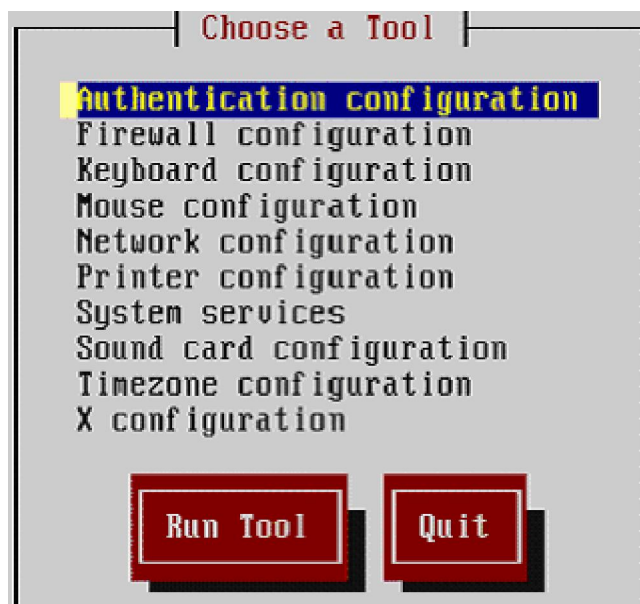 Choose a Tool
Authentication configuration
Firewall configuration
Keyboard configuration
Mouse configuration
Network configuration
Printer configuration
System services
Sound card configuration
Timezone configuration
X configuration
Run Tool
Quit